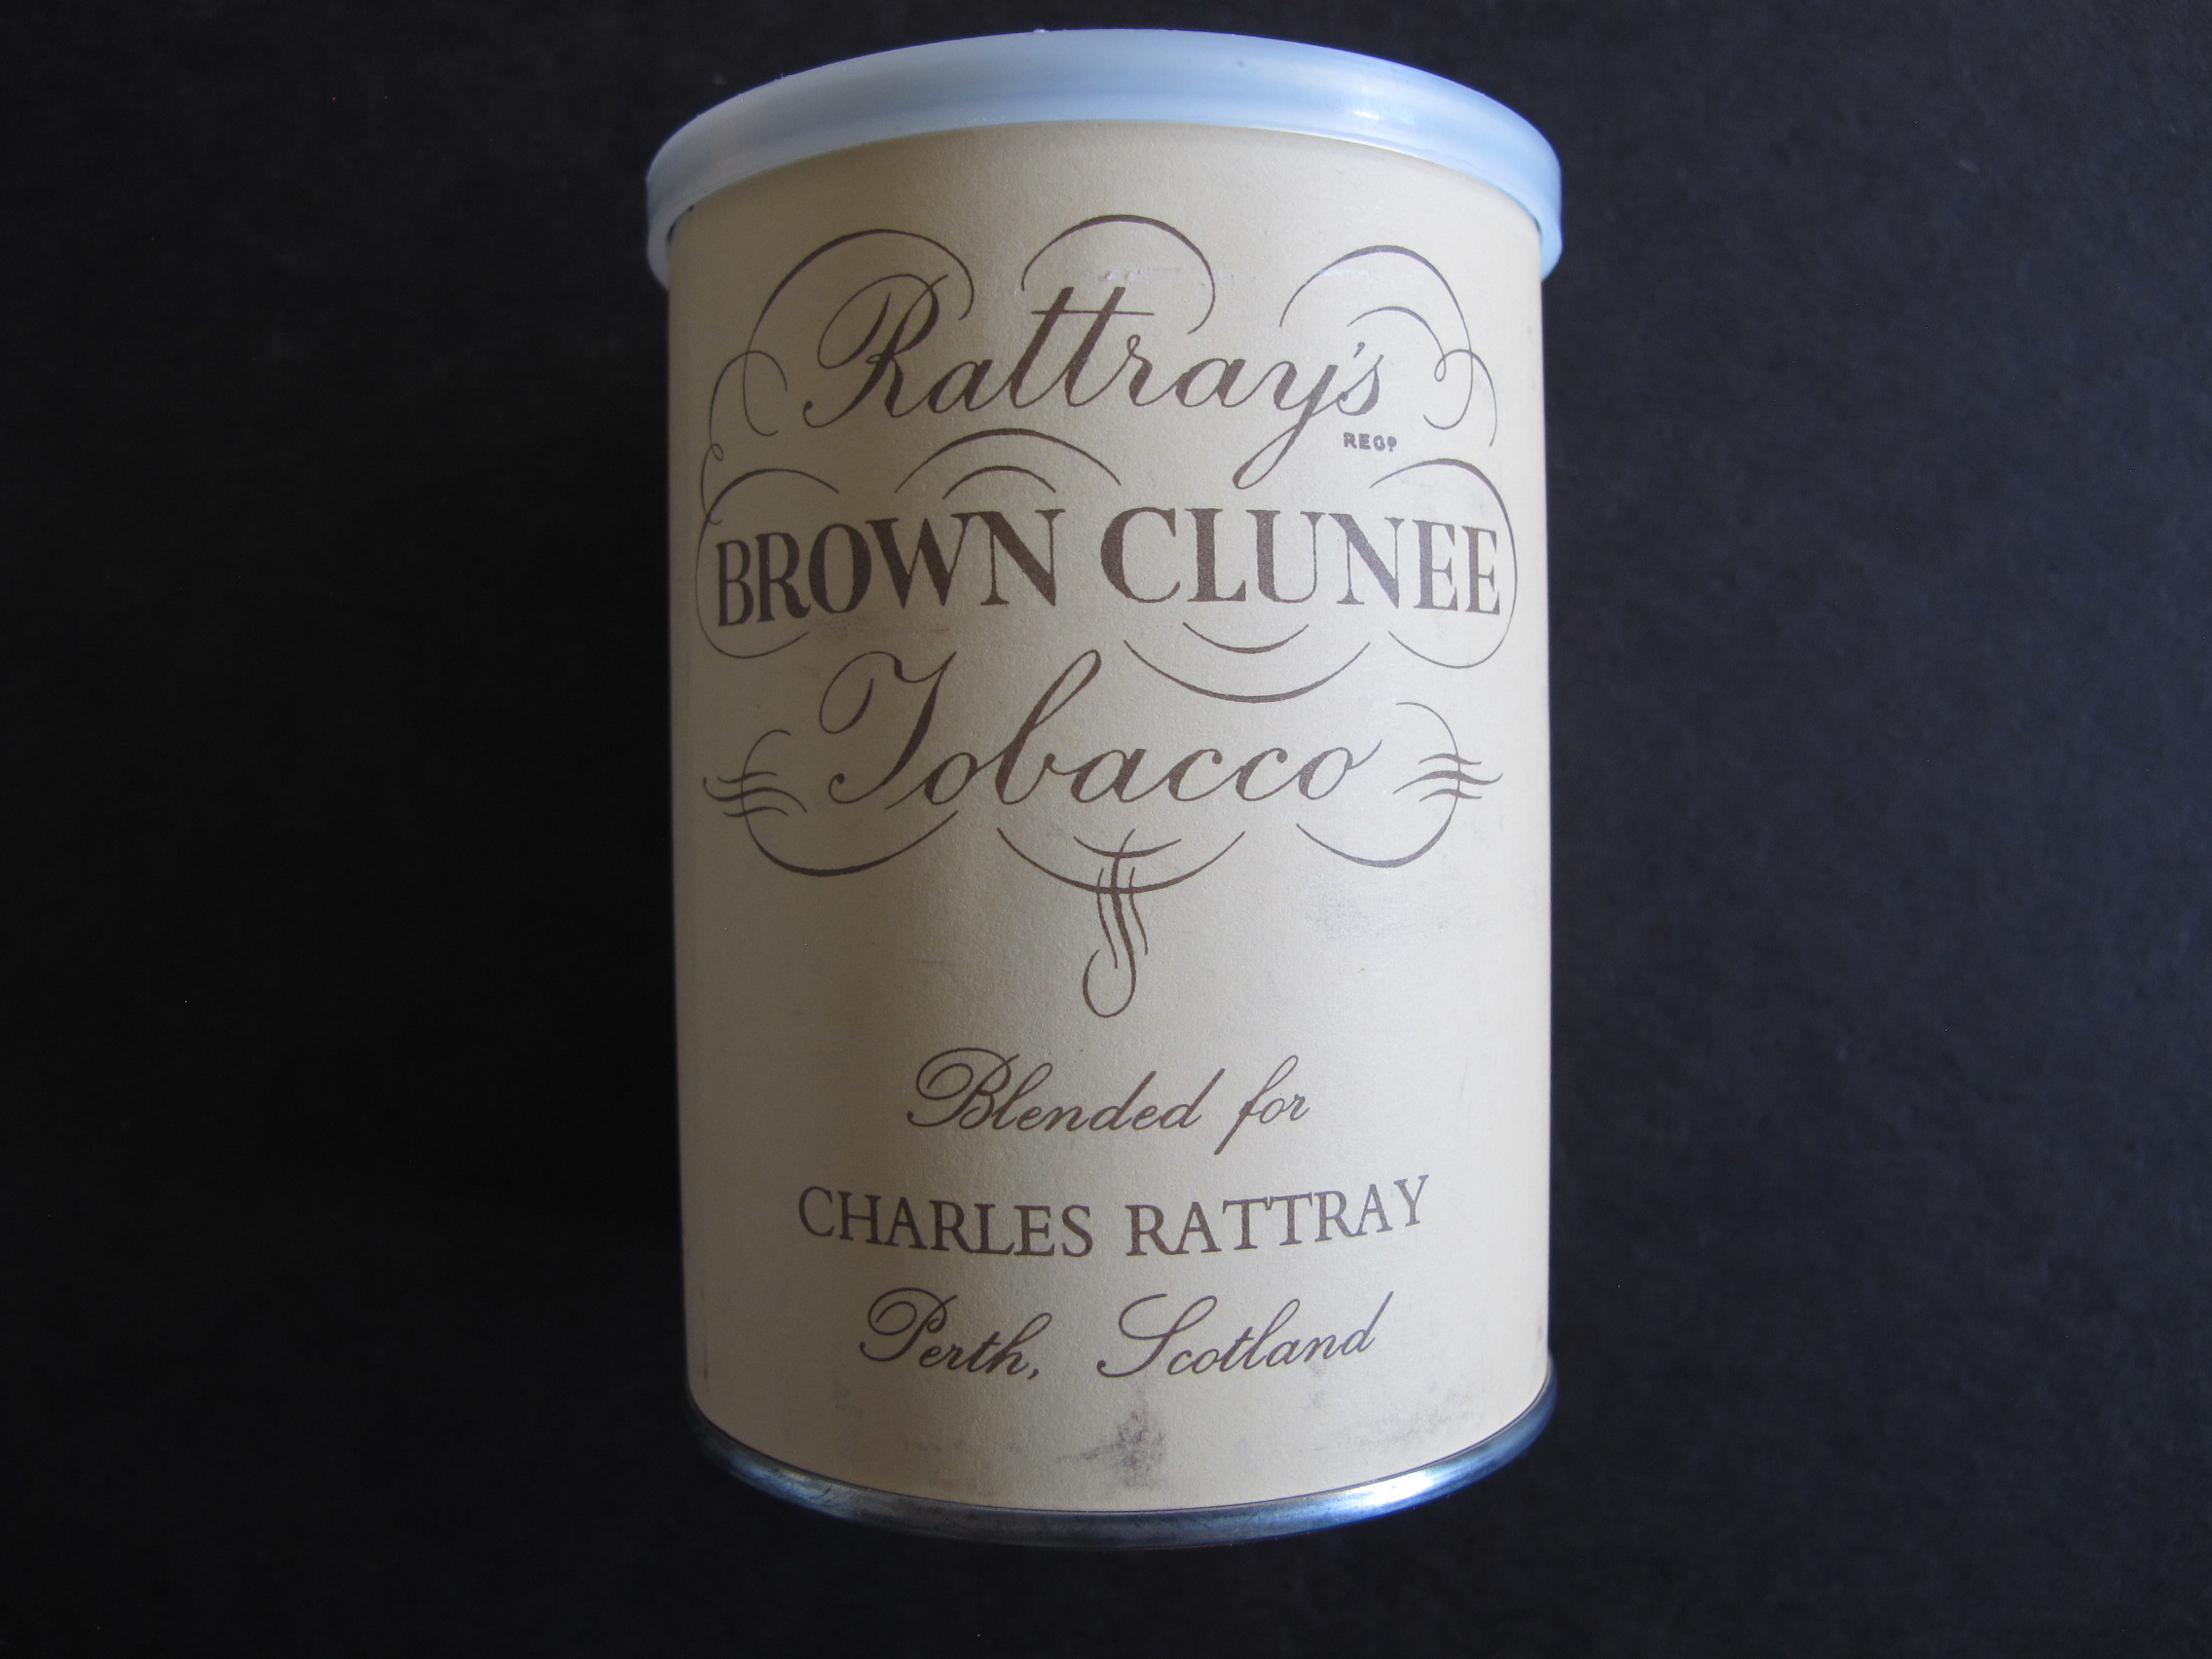 Rattray's
REGD
BROWN CLUNEE
Tobacco
Blended for
CHARLES RATTRAY
Perth, Scotland